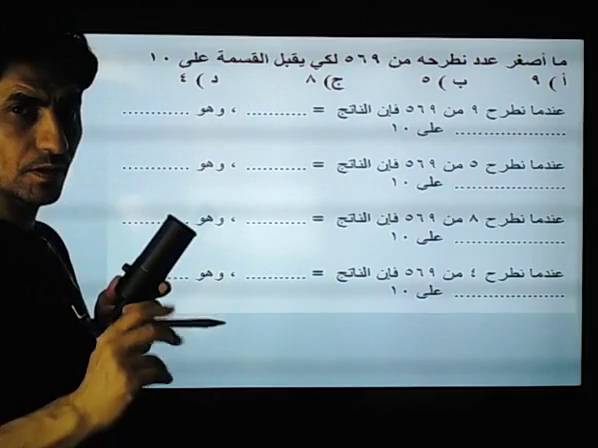 ما أصغر عدد نطرحه من ٥٦٩ لكي يقبل القسمة على ١٠
أ ) ٩ ب ) ٥ ج) ٨ د ) ٤
عندما نطرح ٩ من ٥٦٩ فإن الناتج = ........... ، وهو ............
..................... على ١٠
عندما نطرح ٥ من ٥٦٩ فإن الناتج = ........... ، وهو ............
..................... على ١٠
عندما نطرح ٨ من ٥٦٩ فإن الناتج = ........... ، وهو ............
..................... على ١٠
عندما نطرح ٤ من ٥٦٩ فإن الناتج = ........... ، وهو ....
..................... على ١٠